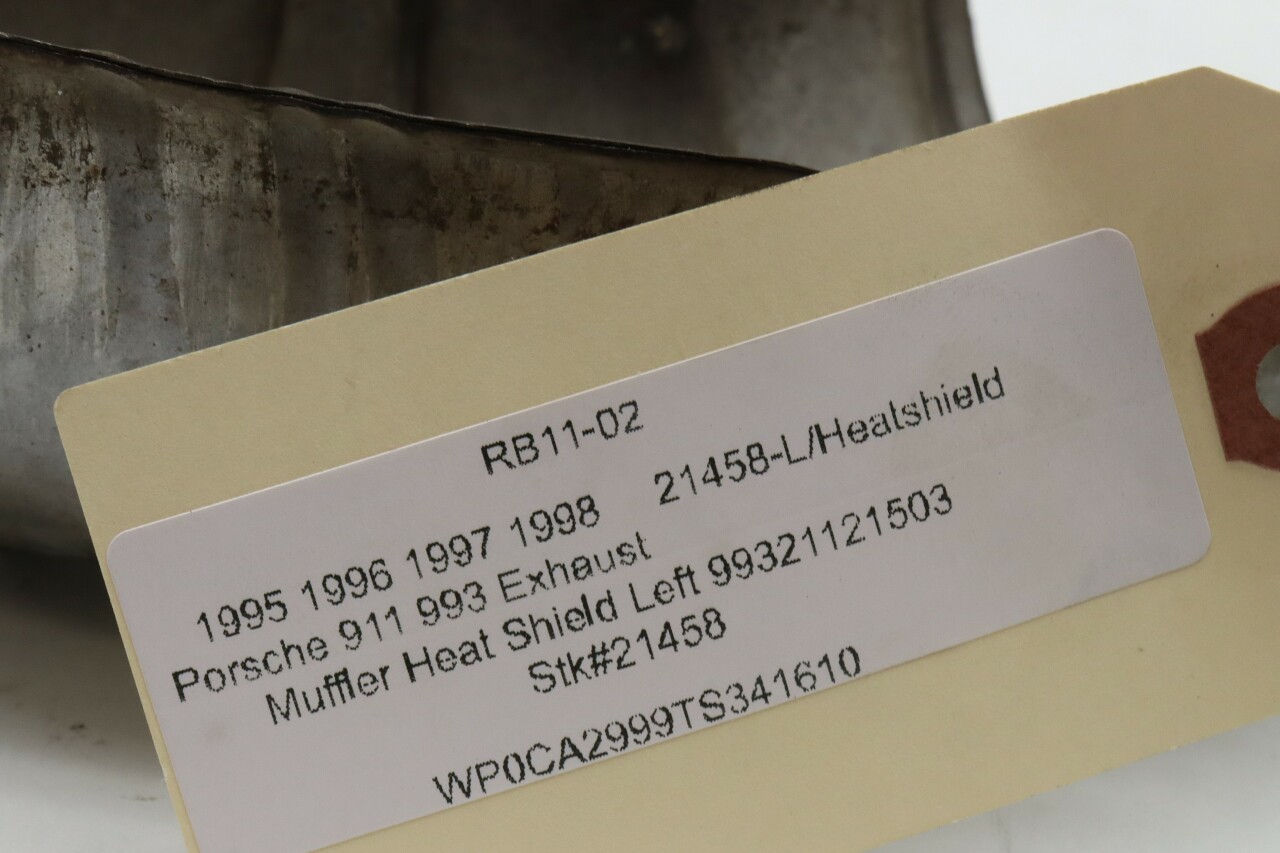 RB11-02
21458-L/Heatshield
1995 1996 1997 1998
Porsche 911 993 Exhaust
Muffler Heat Shield Left 99321121503
Stk#21458
WP0CA2999TS341610